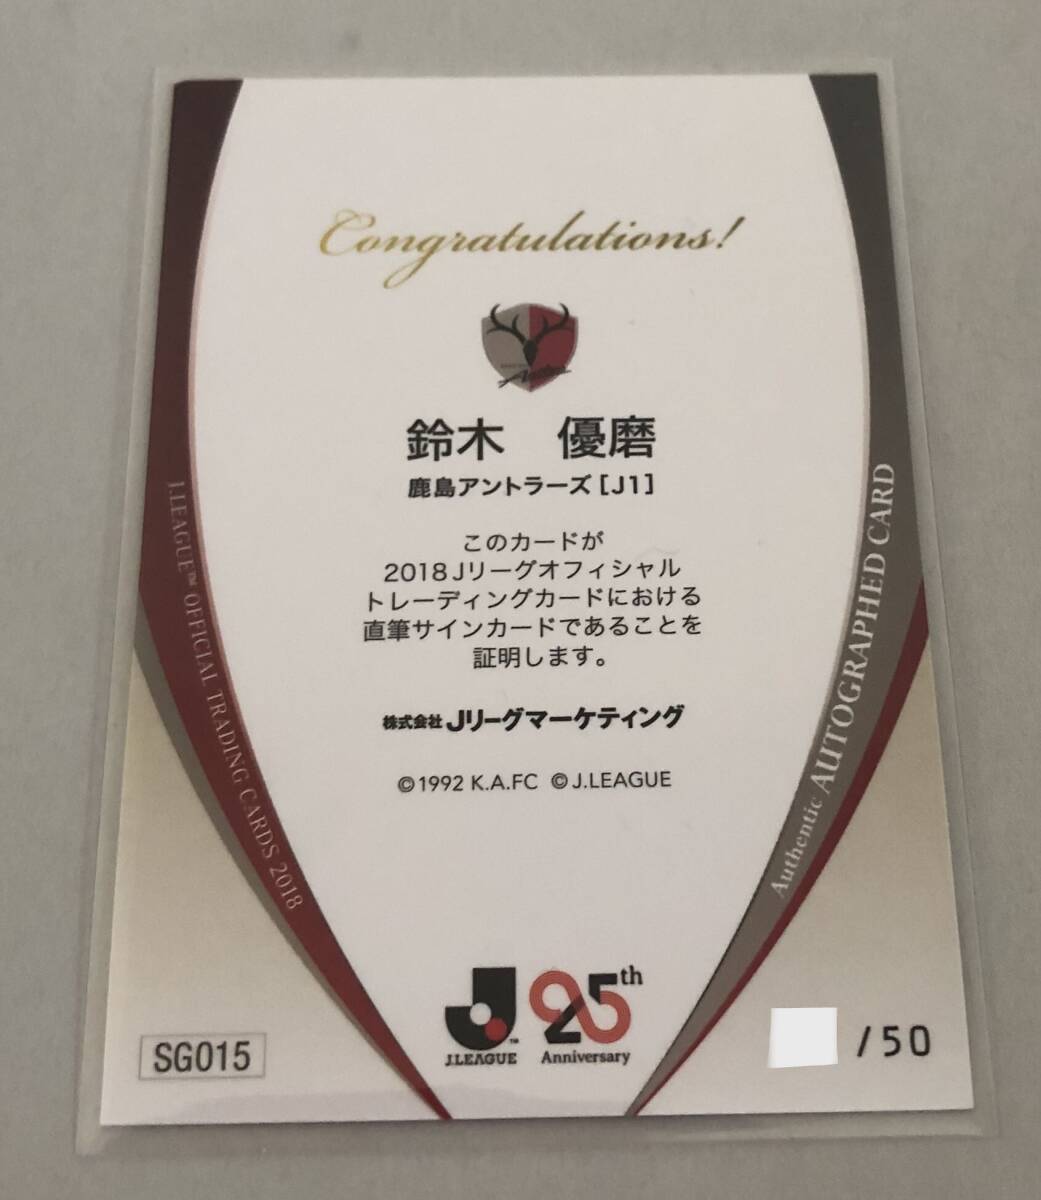 Congratulations!
Antlers
鈴木　優磨
鹿島アントラーズ [J1]
このカードが
2018 Jリーグオフィシャル
トレーディングカードにおける
直筆サインカードであることを
証明します。
株式会社 Jリーグマーケティング
©1992 K.A.FC ©J.LEAGUE
J.LEAGUE™ OFFICIAL TRADING CARDS 2018
Authentic AUTOGRAPHED CARD
SG015
J.LEAGUE™
25th
Anniversary
/50